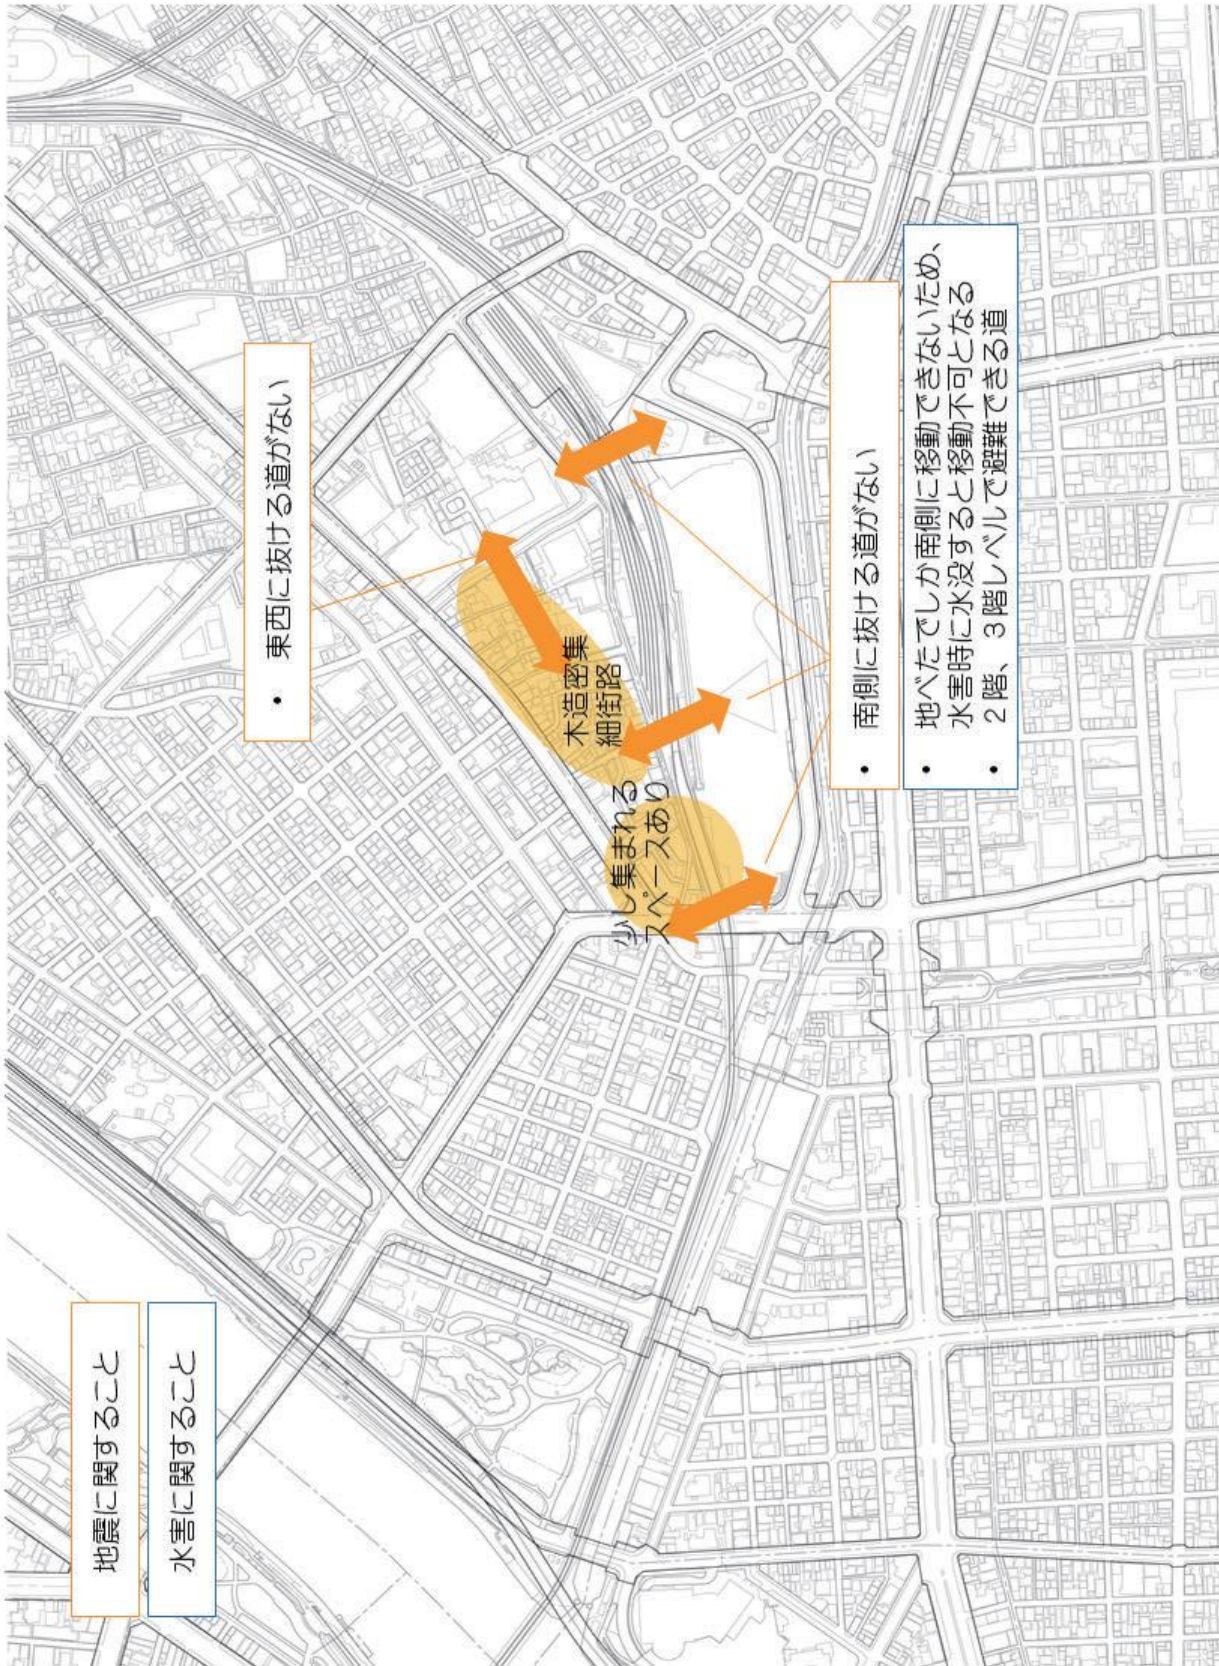 地震に関すること
水害に関すること
• 東西に抜ける道がない
木造密集
細街路
少し集まれる
スペースあり
• 南側に抜ける道がない
• 地べたでしか南側に移動できないため、
水害時に水没すると移動不可となる
• 2階、3階レベルで避難できる道